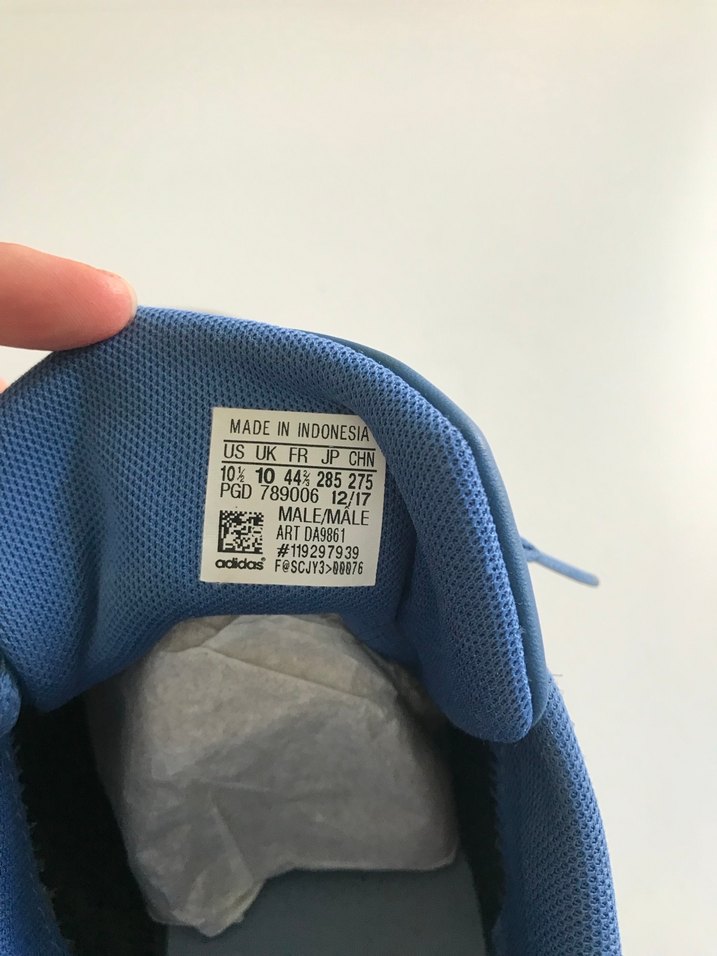 MADE IN INDONESIA
US UK FR JP CHN
10½ 10 44⅔ 285 275
PGD 789006 12/17
MALE/MÂLE
ART DA9861
#119297939
adidas® F@SCJY3>00076